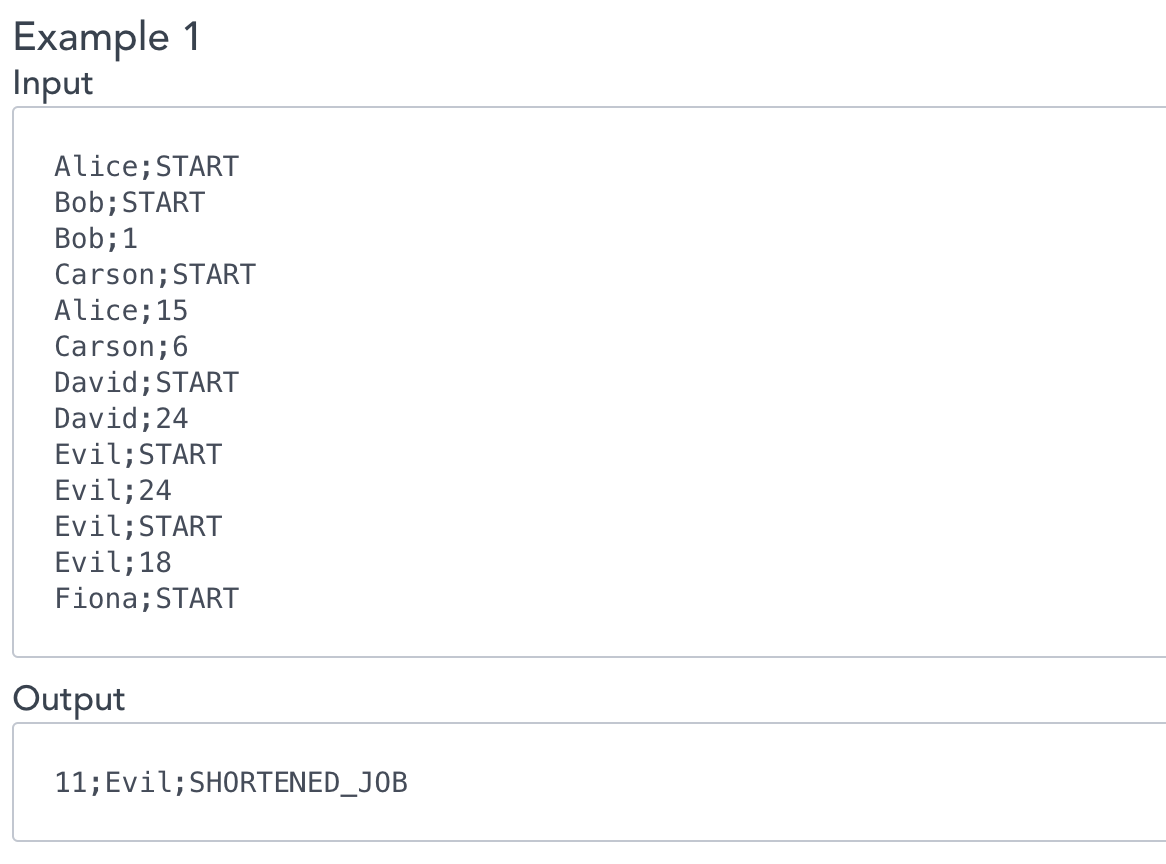 Example 1
Input
Alice;START
Bob;START
Bob;1
Carson;START
Alice;15
Carson;6
David;START
David;24
Evil;START
Evil;24
Evil;START
Evil;18
Fiona;START
Output
11;Evil;SHORTENED_JOB